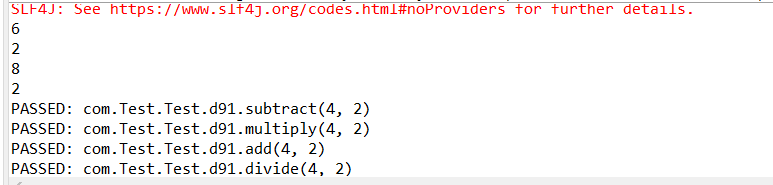 SLF4J: See https://www.slf4j.org/codes.html#noProviders for further details.
6
2
8
2
PASSED: com.Test.Test.d91.subtract(4, 2)
PASSED: com.Test.Test.d91.multiply(4, 2)
PASSED: com.Test.Test.d91.add(4, 2)
PASSED: com.Test.Test.d91.divide(4, 2)